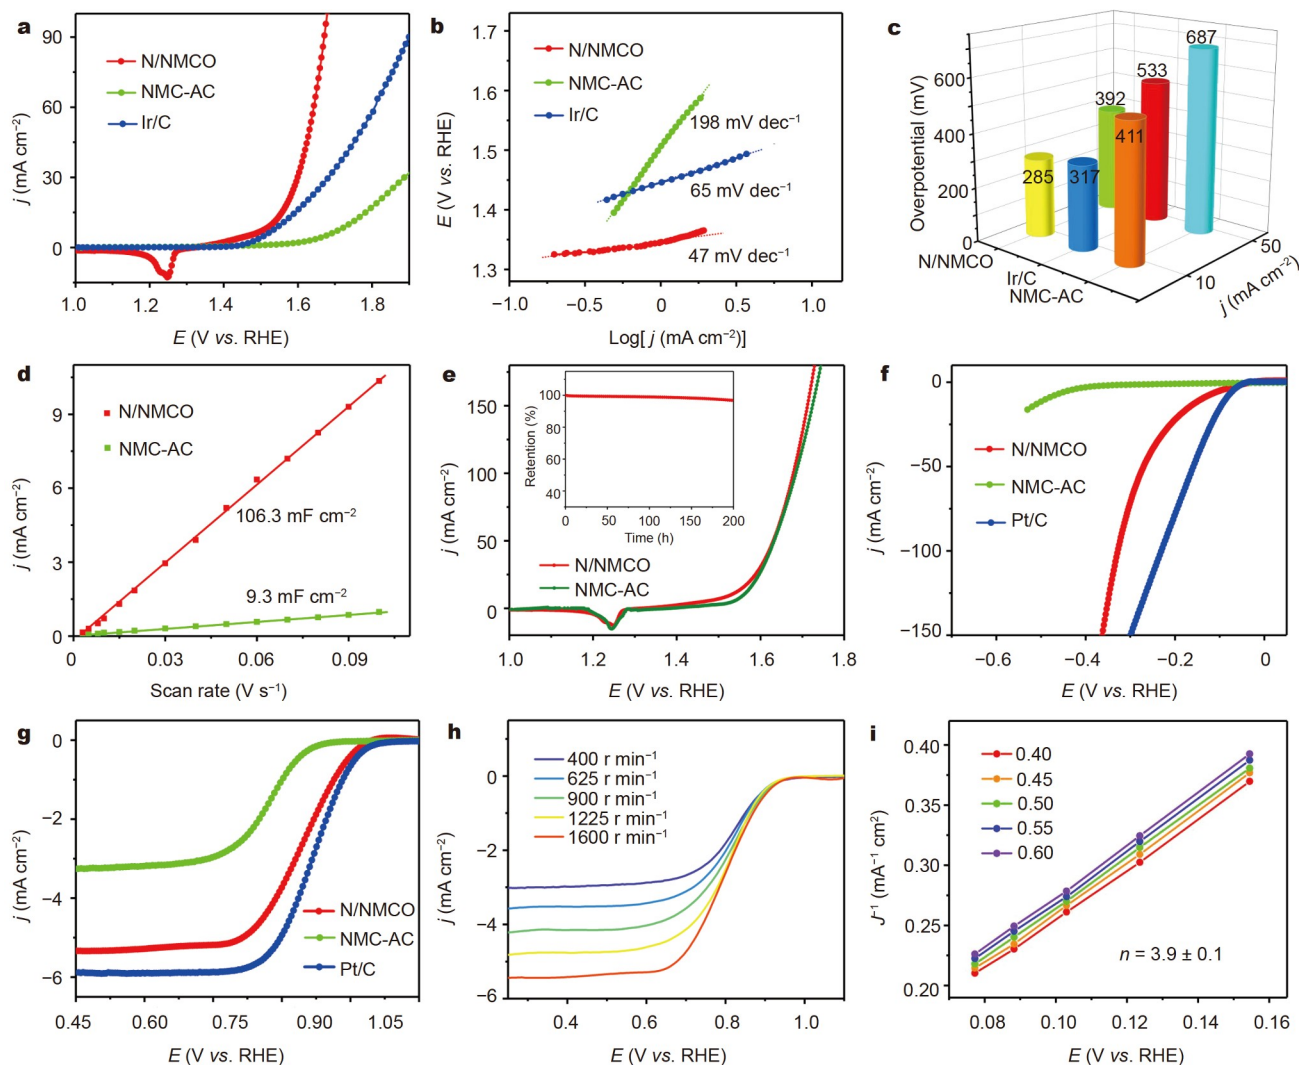 a
90
60
30
0
j (mA cm⁻²)
N/NMCO
NMC-AC
Ir/C
1.0
1.2
1.4
1.6
1.8
E (V vs. RHE)
b
1.7
1.6
1.5
1.4
1.3
E (V vs. RHE)
N/NMCO
NMC-AC
Ir/C
198 mV dec⁻¹
65 mV dec⁻¹
47 mV dec⁻¹
−1.0
−0.5
0
0.5
1.0
Log[ j (mA cm⁻²)]
c
600
400
200
0
Overpotential (mV)
687
533
392
411
285
317
N/NMCO
Ir/C
NMC-AC
10
50
j (mA cm⁻²)
d
9
6
3
0
j (mA cm⁻²)
N/NMCO
NMC-AC
106.3 mF cm⁻²
9.3 mF cm⁻²
0
0.03
0.06
0.09
Scan rate (V s⁻¹)
e
150
100
50
0
j (mA cm⁻²)
100
80
60
40
Retention (%)
0
50
100
150
200
Time (h)
N/NMCO
NMC-AC
1.0
1.2
1.4
1.6
1.8
E (V vs. RHE)
f
0
−50
−100
−150
j (mA cm⁻²)
N/NMCO
NMC-AC
Pt/C
−0.6
−0.4
−0.2
0
E (V vs. RHE)
g
0
−2
−4
−6
j (mA cm⁻²)
N/NMCO
NMC-AC
Pt/C
0.45
0.60
0.75
0.90
1.05
E (V vs. RHE)
h
0
−2
−4
−6
j (mA cm⁻²)
400 r min⁻¹
625 r min⁻¹
900 r min⁻¹
1225 r min⁻¹
1600 r min⁻¹
0.4
0.6
0.8
1.0
E (V vs. RHE)
i
0.40
0.35
0.30
0.25
0.20
J⁻¹ (mA⁻¹ cm²)
0.40
0.45
0.50
0.55
0.60
n = 3.9 ± 0.1
0.08
0.10
0.12
0.14
0.16
E (V vs. RHE)